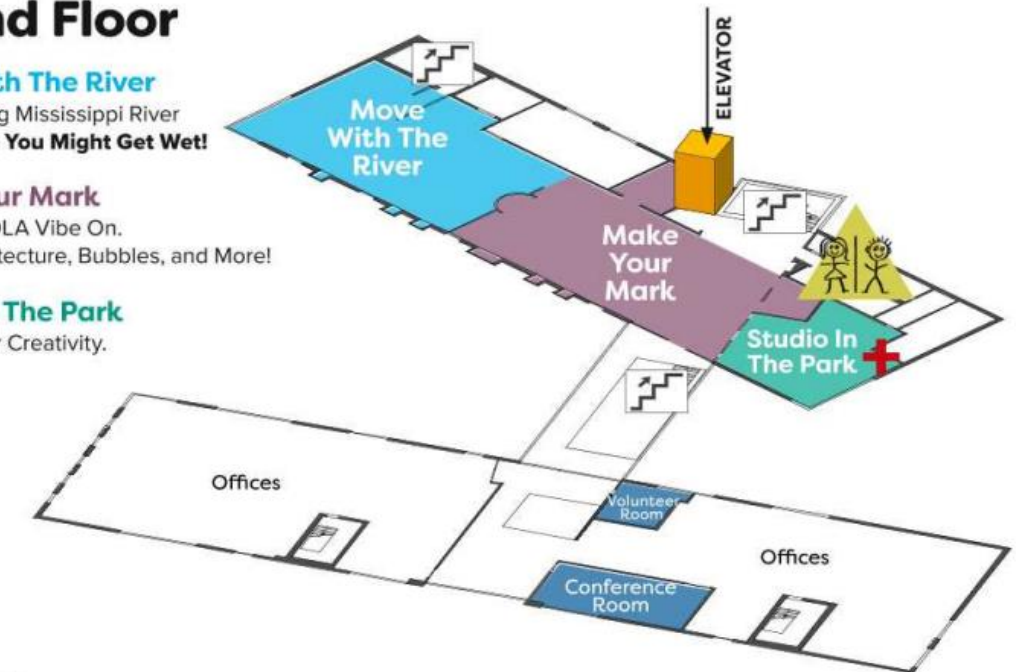 nd Floor
th The River
g Mississippi River
You Might Get Wet!
ur Mark
OLA Vibe On.
tecture, Bubbles, and More!
The Park
r Creativity.
ELEVATOR
Move
With The
River
Make
Your
Mark
Studio In
The Park
Offices
Volunteer
Room
Offices
Conference
Room